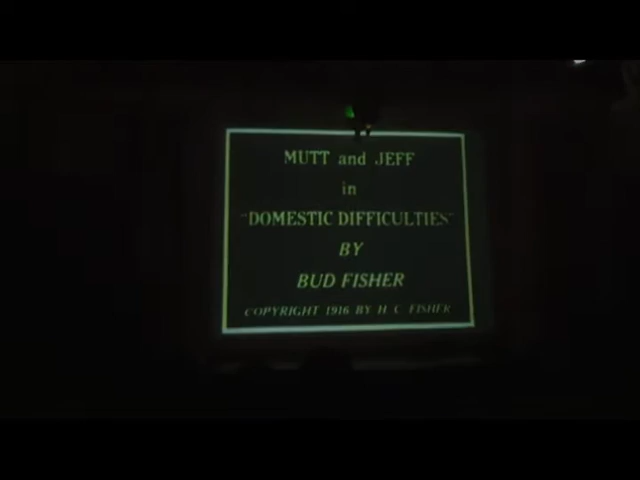 MUTT and JEFF
in
"DOMESTIC DIFFICULTIES"
BY
BUD FISHER
COPYRIGHT 1916 BY H C FISHER